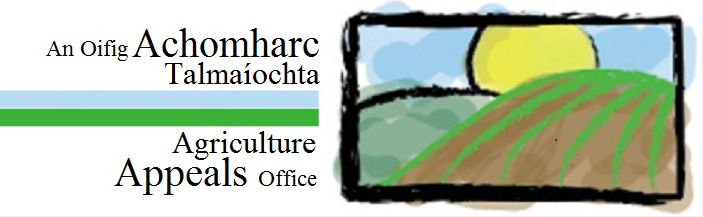 An Oifig Achomharc
Talmaíochta
Agriculture
Appeals Office